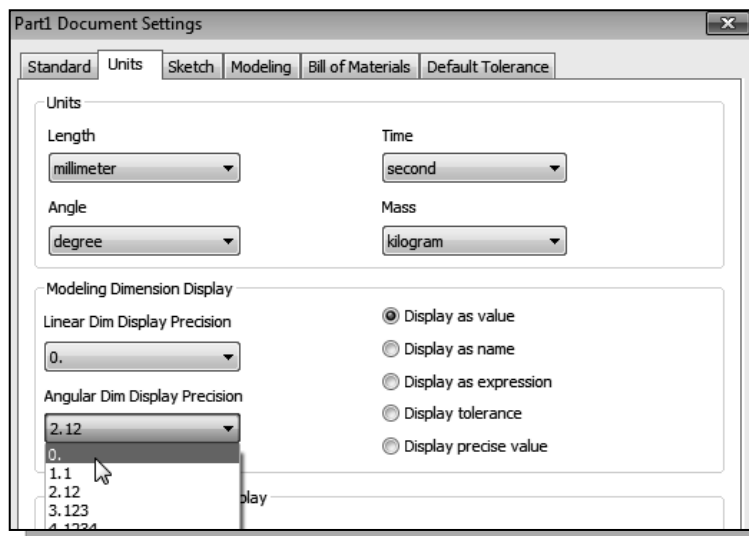 Part1 Document Settings
Standard Units Sketch Modeling Bill of Materials Default Tolerance
Units
Length Time
millimeter second
Angle Mass
degree kilogram
Modeling Dimension Display
Linear Dim Display Precision
0.
Angular Dim Display Precision
2.12
0.
1.1
2.12
3.123
4.1234
Display as value
Display as name
Display as expression
Display tolerance
Display precise value